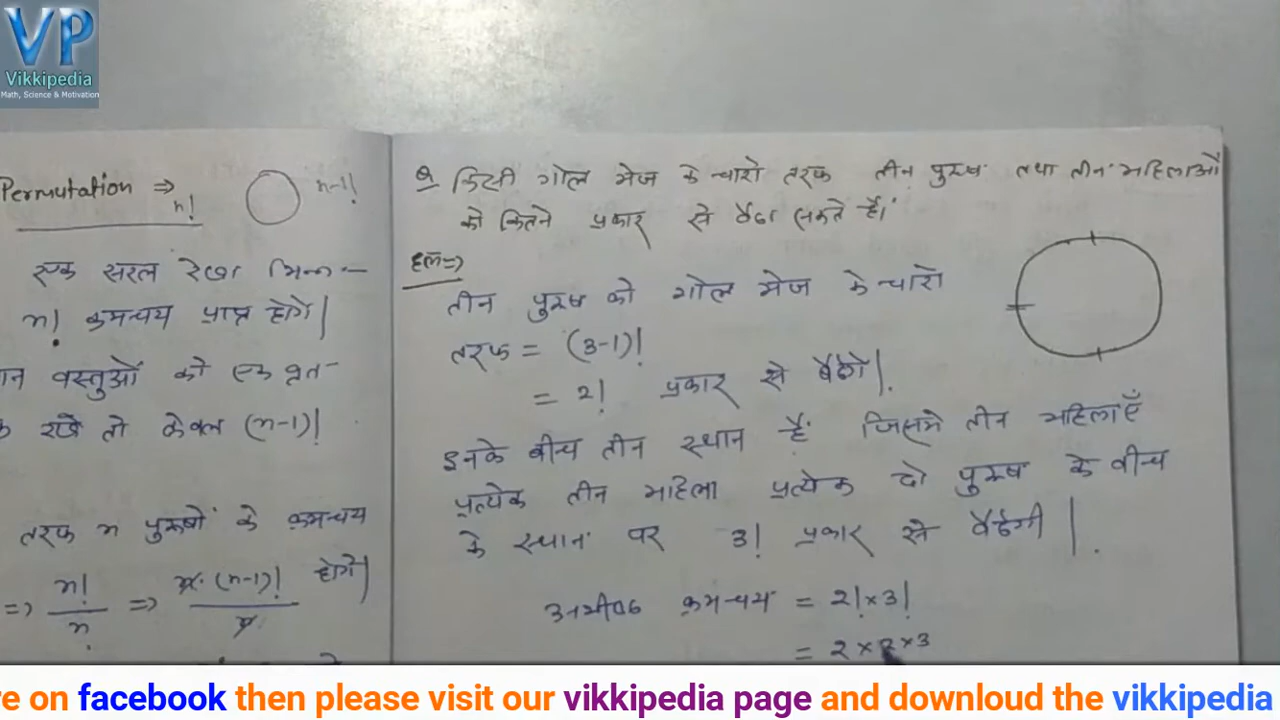 VP
Vikkipedia
Math, Science & Motivation
Permutation ⇒ n!
n-1!
एक सरल रेखा भिन्न-
n! क्रमचय प्राप्त होंगे|
वस्तुओं को एक वृत-
रखें तो केवल (n-1)!
तरफ n पुरुषों के क्रमचय
=> n!/n => n·(n-1)!/n होंगे|
Q किसी गोल मेज के चारो तरफ तीन पुरुष तथा तीन महिलाओं
को कितने प्रकार से बैठा सकते हैं।
हल=>
तीन पुरुष को गोल मेज के चारो
तरफ = (3-1)!
= 2! प्रकार से बैठेंगे|.
इनके बीच तीन स्थान हैं जिसमे तीन महिलाएँ
प्रत्येक तीन महिला प्रत्येक दो पुरुष के बीच
के स्थान पर 3! प्रकार से बैठेगी|.
अभीष्ट क्रमचय = 2!×3!
= 2×2×3
re on facebook then please visit our vikkipedia page and downloud the vikkipedia